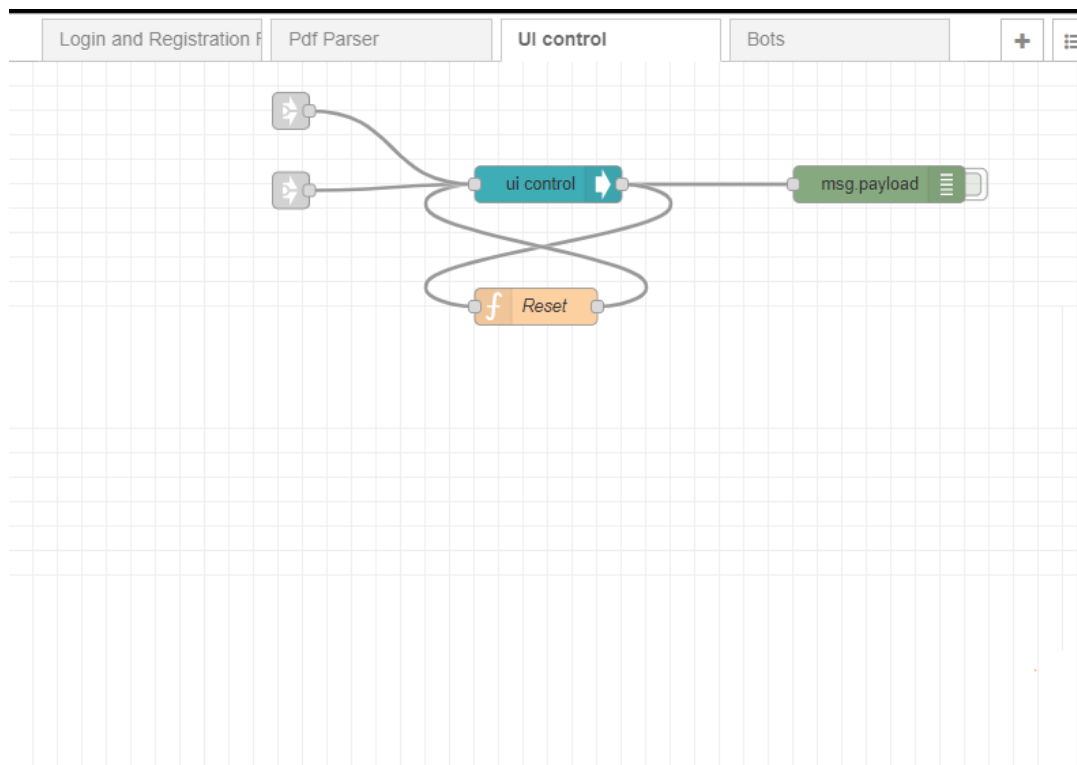 Login and Registration F
Pdf Parser
UI control
Bots
ui control
msg.payload
Reset